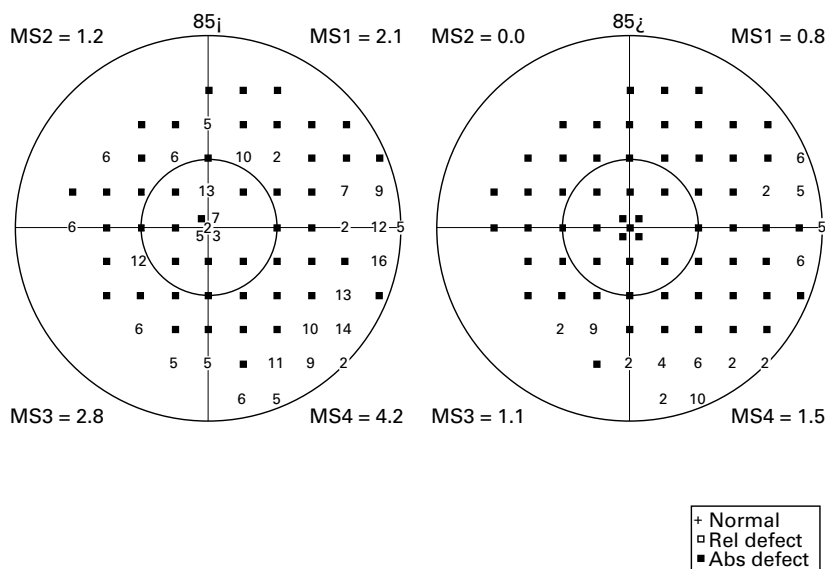 85¡ 85¿
MS2 = 1.2 MS1 = 2.1 MS2 = 0.0 MS1 = 0.8
5
6 6 10 2 6
13 7 9 2 5
7
6 2 2 12 5 5
5 3
12 16 6
13
6 10 14 2 9
5 5 11 9 2 2 4 6 2 2
6 5 2 10
MS3 = 2.8 MS4 = 4.2 MS3 = 1.1 MS4 = 1.5
+ Normal
Rel defect
Abs defect